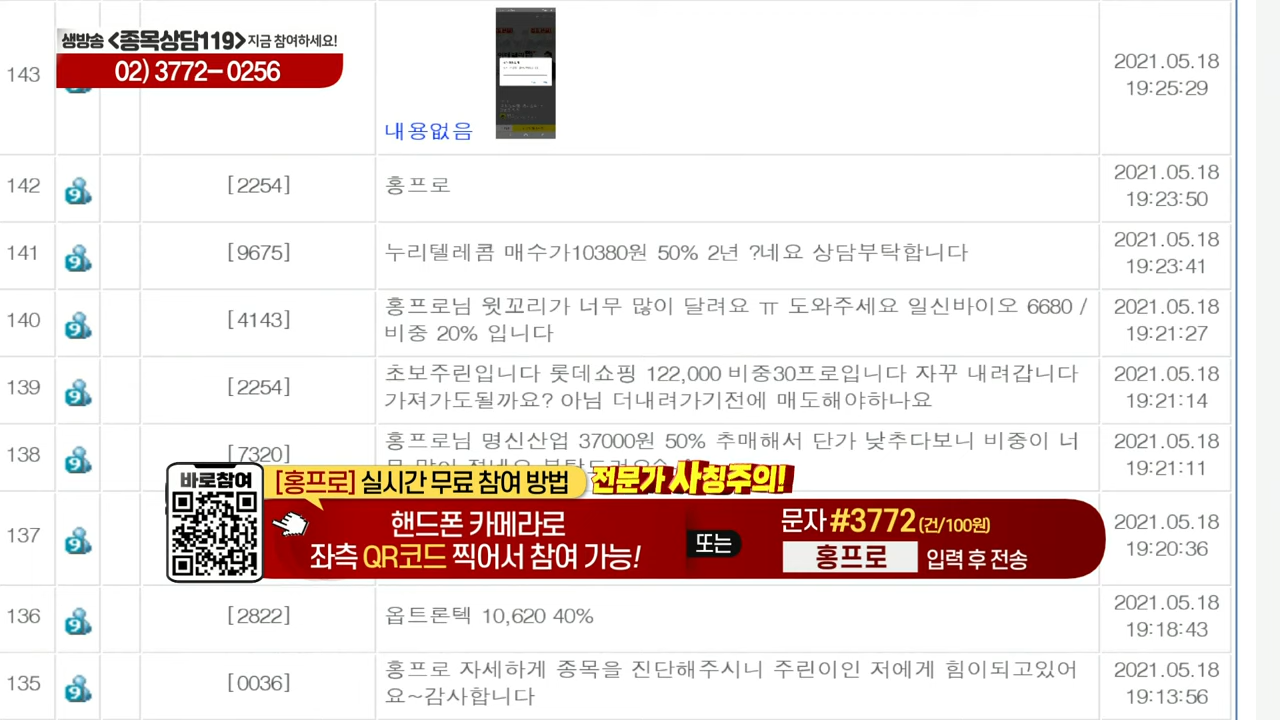 생방송 <종목상담119> 지금 참여하세요!
02) 3772-0256
143
내용없음
2021.05.18
19:25:29
142
[2254]
홍프로
2021.05.18
19:23:50
141
[9675]
누리텔레콤 매수가10380원 50% 2년 ?네요 상담부탁합니다
2021.05.18
19:23:41
140
[4143]
홍프로님 윗꼬리가 너무 많이 달려요 ㅠ 도와주세요 일신바이오 6680 /
비중 20% 입니다
2021.05.18
19:21:27
139
[2254]
초보주린입니다 롯데쇼핑 122,000 비중30프로입니다 자꾸 내려갑니다
가져가도될까요? 아님 더내려가기전에 매도해야하나요
2021.05.18
19:21:14
138
[7320]
홍프로님 명신산업 37000원 50% 추매해서 단가 낮추다보니 비중이 너
2021.05.18
19:21:11
바로참여
[홍프로] 실시간 무료 참여 방법
전문가 사칭주의!
핸드폰 카메라로
좌측 QR코드 찍어서 참여 가능!
또는
문자 #3772 (건/100원)
홍프로 입력 후 전송
137
2021.05.18
19:20:36
136
[2822]
옵트론텍 10,620 40%
2021.05.18
19:18:43
135
[0036]
홍프로 자세하게 종목을 진단해주시니 주린이인 저에게 힘이되고있어
요~감사합니다
2021.05.18
19:13:56